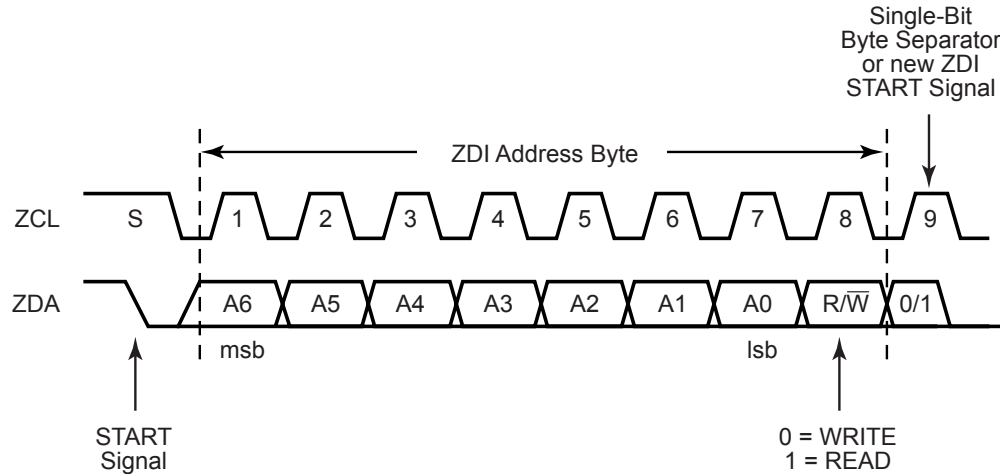 Single-Bit
Byte Separator
or new ZDI
START Signal
ZDI Address Byte
ZCL S 1 2 3 4 5 6 7 8 9
ZDA A6 A5 A4 A3 A2 A1 A0 R/W̅ 0/1
msb lsb
START
Signal
0 = WRITE
1 = READ